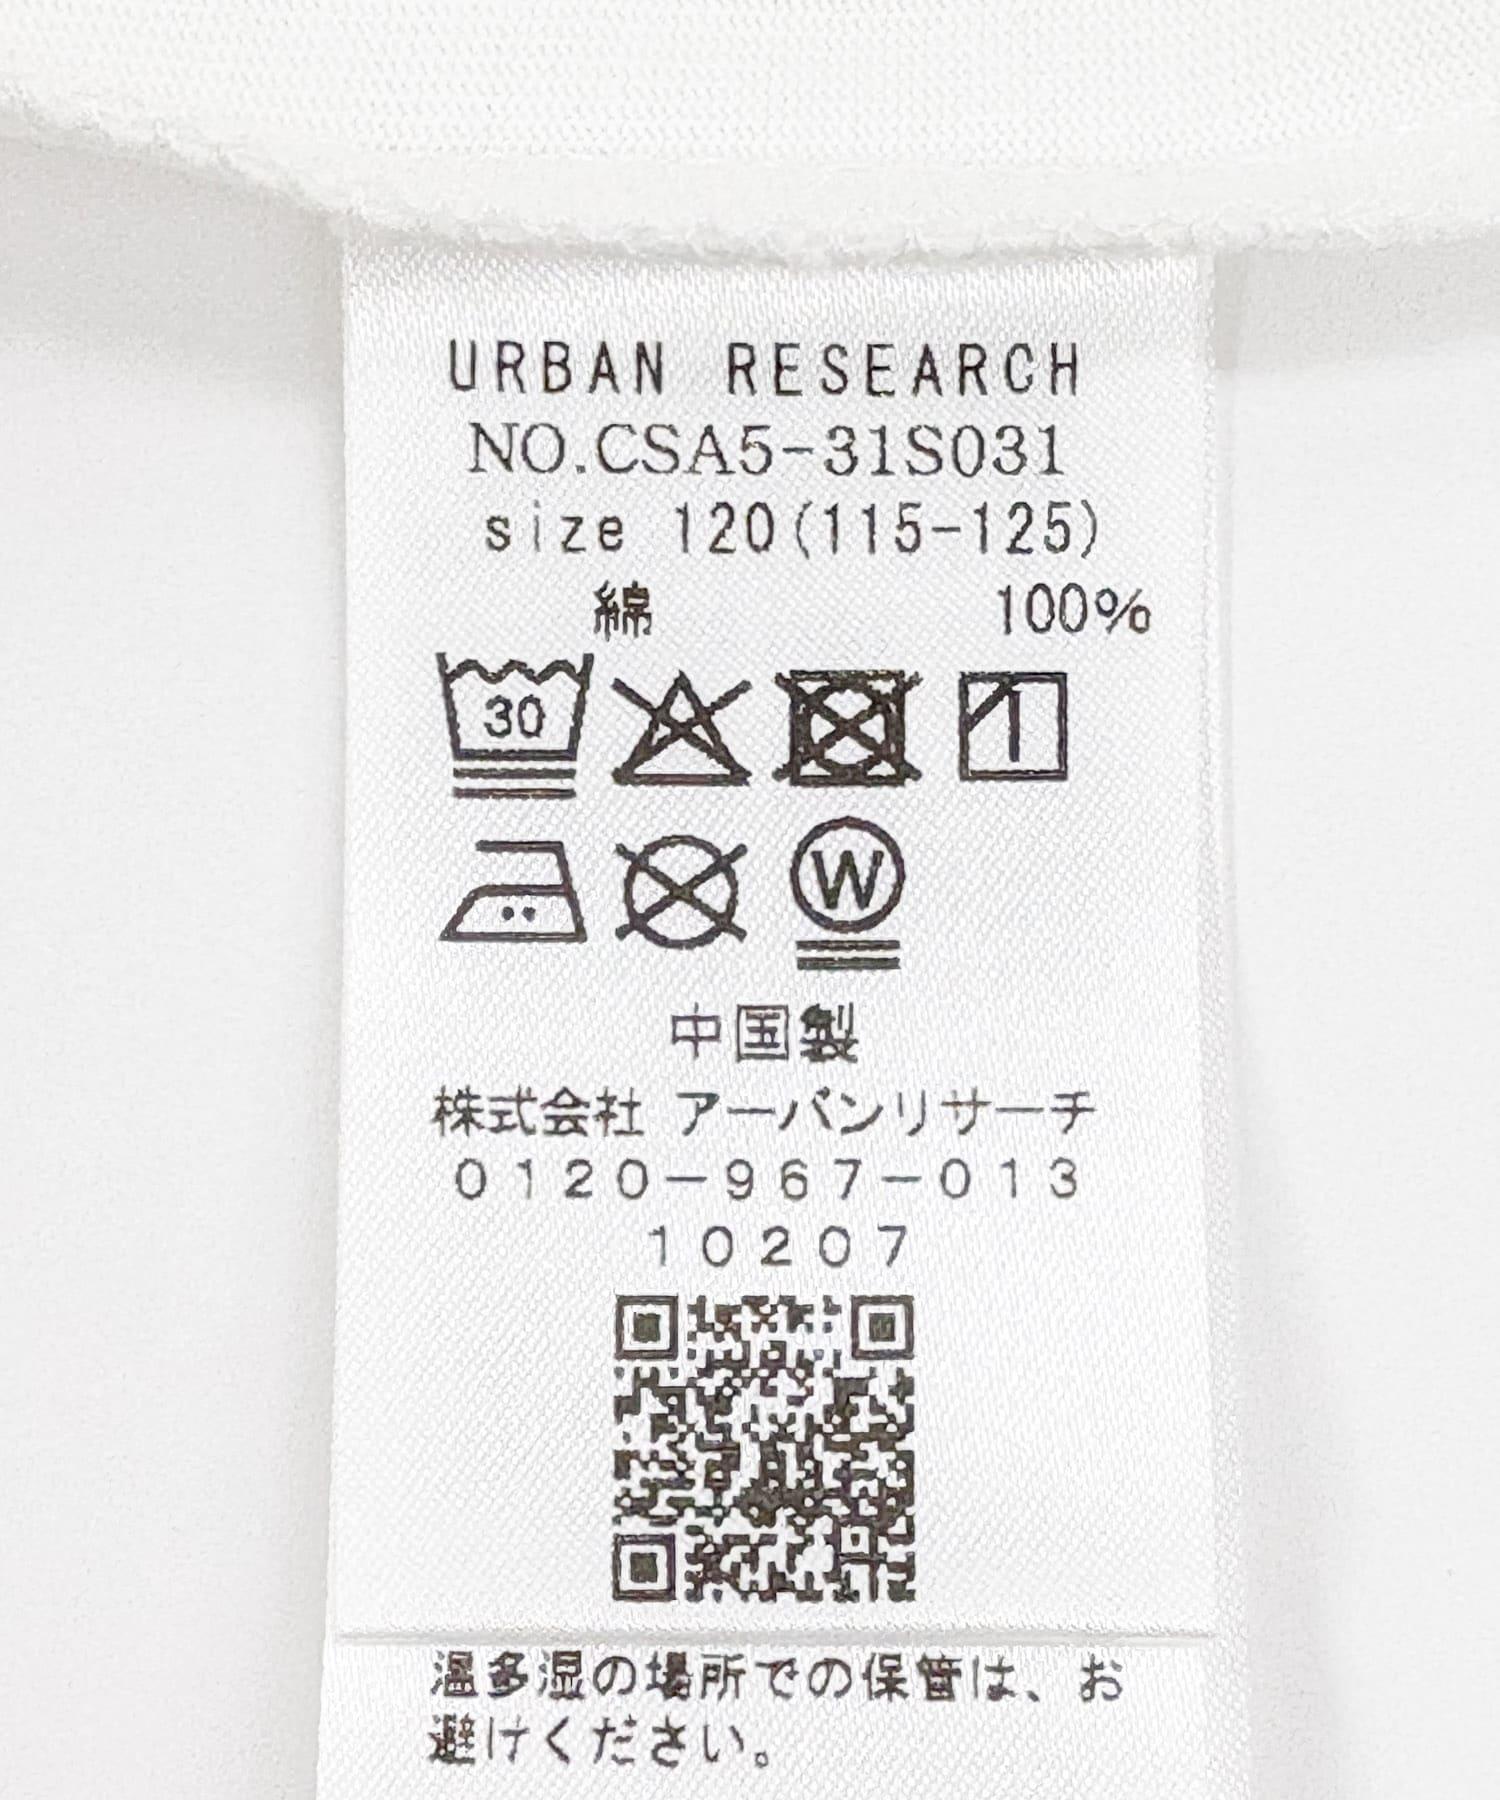 URBAN RESEARCH
NO.CSA5-31S031
size 120(115-125)
綿 100%
30
W
中国製
株式会社 アーバンリサーチ
0120-967-013
10207
温多湿の場所での保管は、お
避けください。